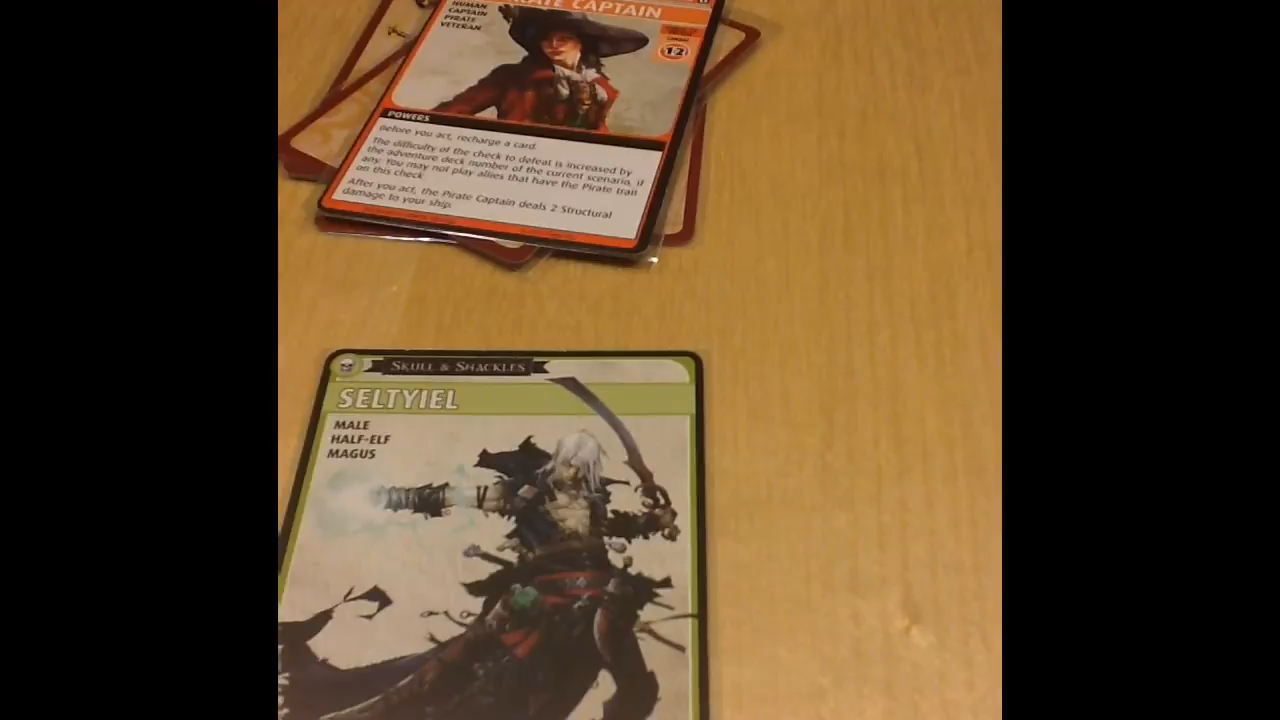 RATE CAPTAIN
HUMAN
CAPTAIN
PIRATE
VETERAN
COMBAT
12
POWERS
Before you act, recharge a card.
The difficulty of the check to defeat is increased by
the adventure deck number of the current scenario, if
any. You may not play allies that have the Pirate trait
on this check.
After you act, the Pirate Captain deals 2 Structural
damage to your ship.
SKULL & SHACKLES
SELTYIEL
MALE
HALF-ELF
MAGUS